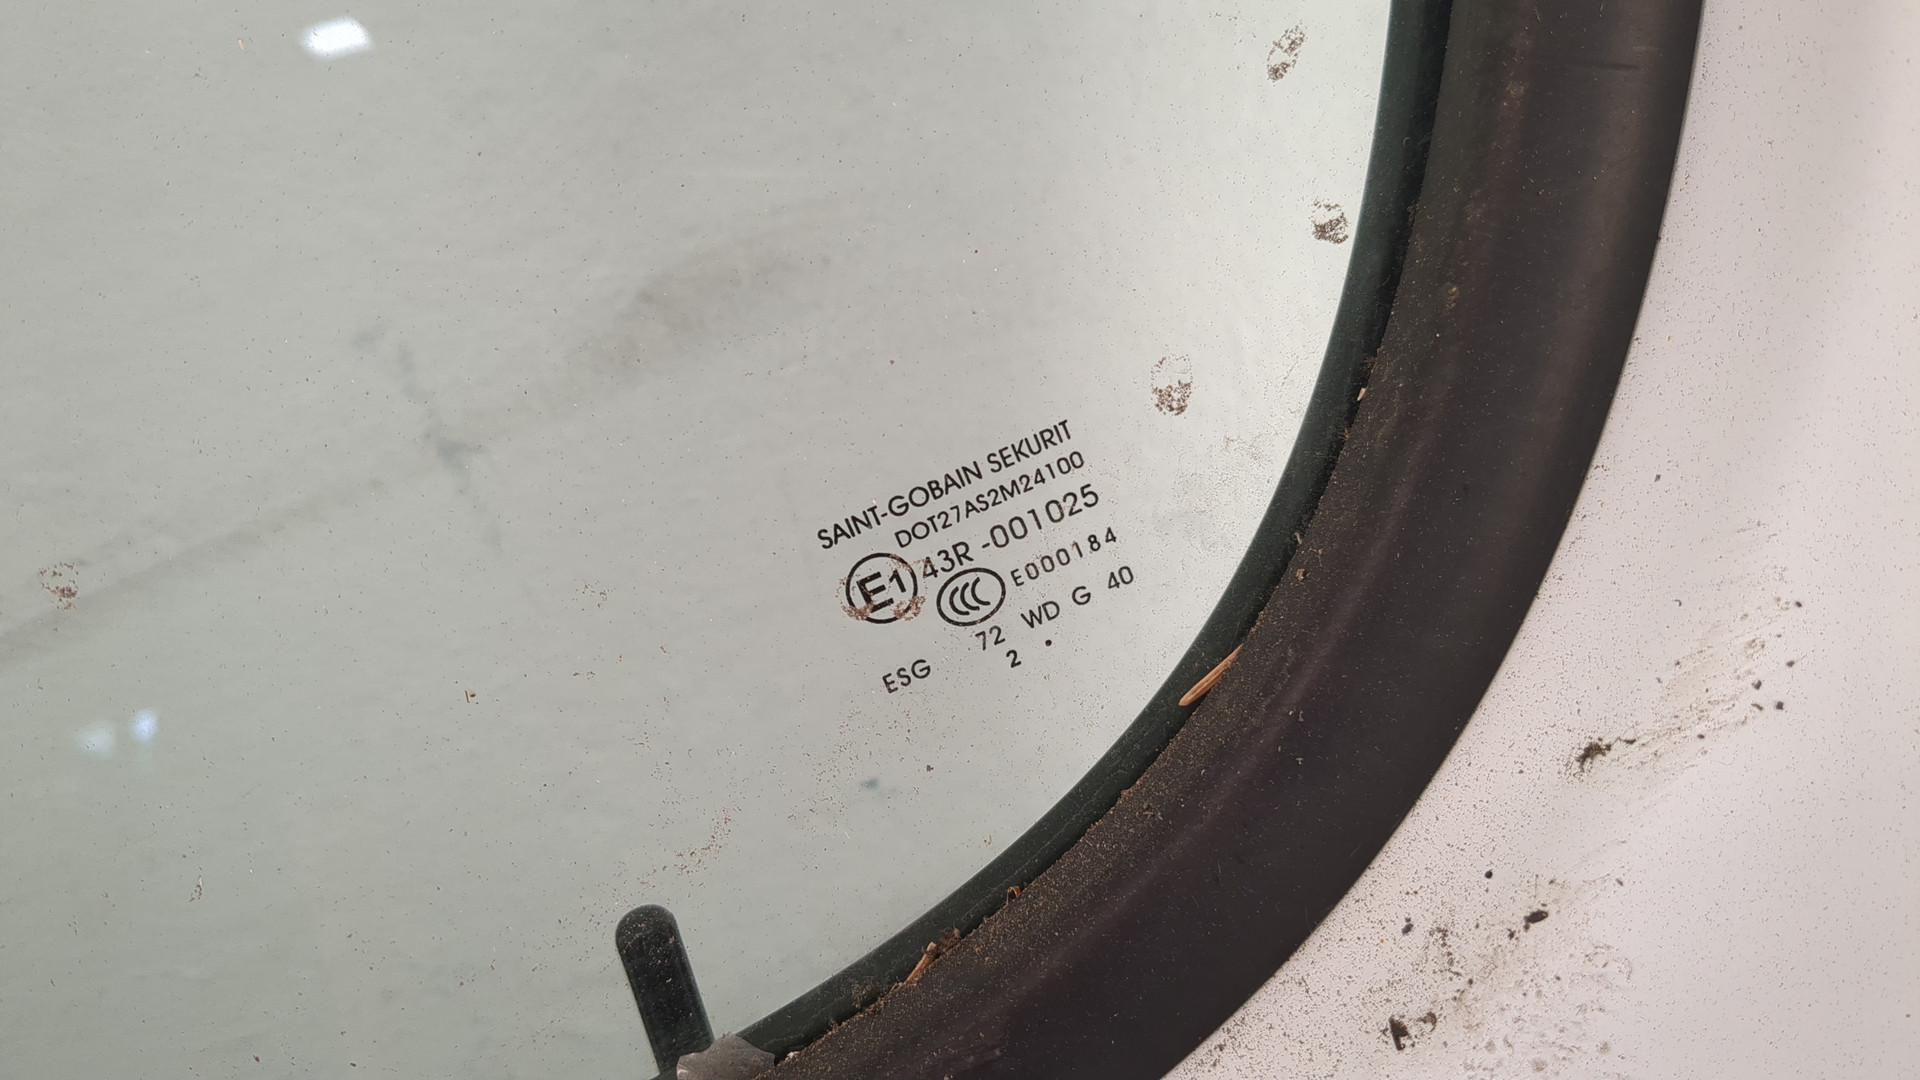 SAINT-GOBAIN SEKURIT
DOT27AS2M24100
E1 43R -001025
CCC E000184
ESG 72 WD G 40
2 .